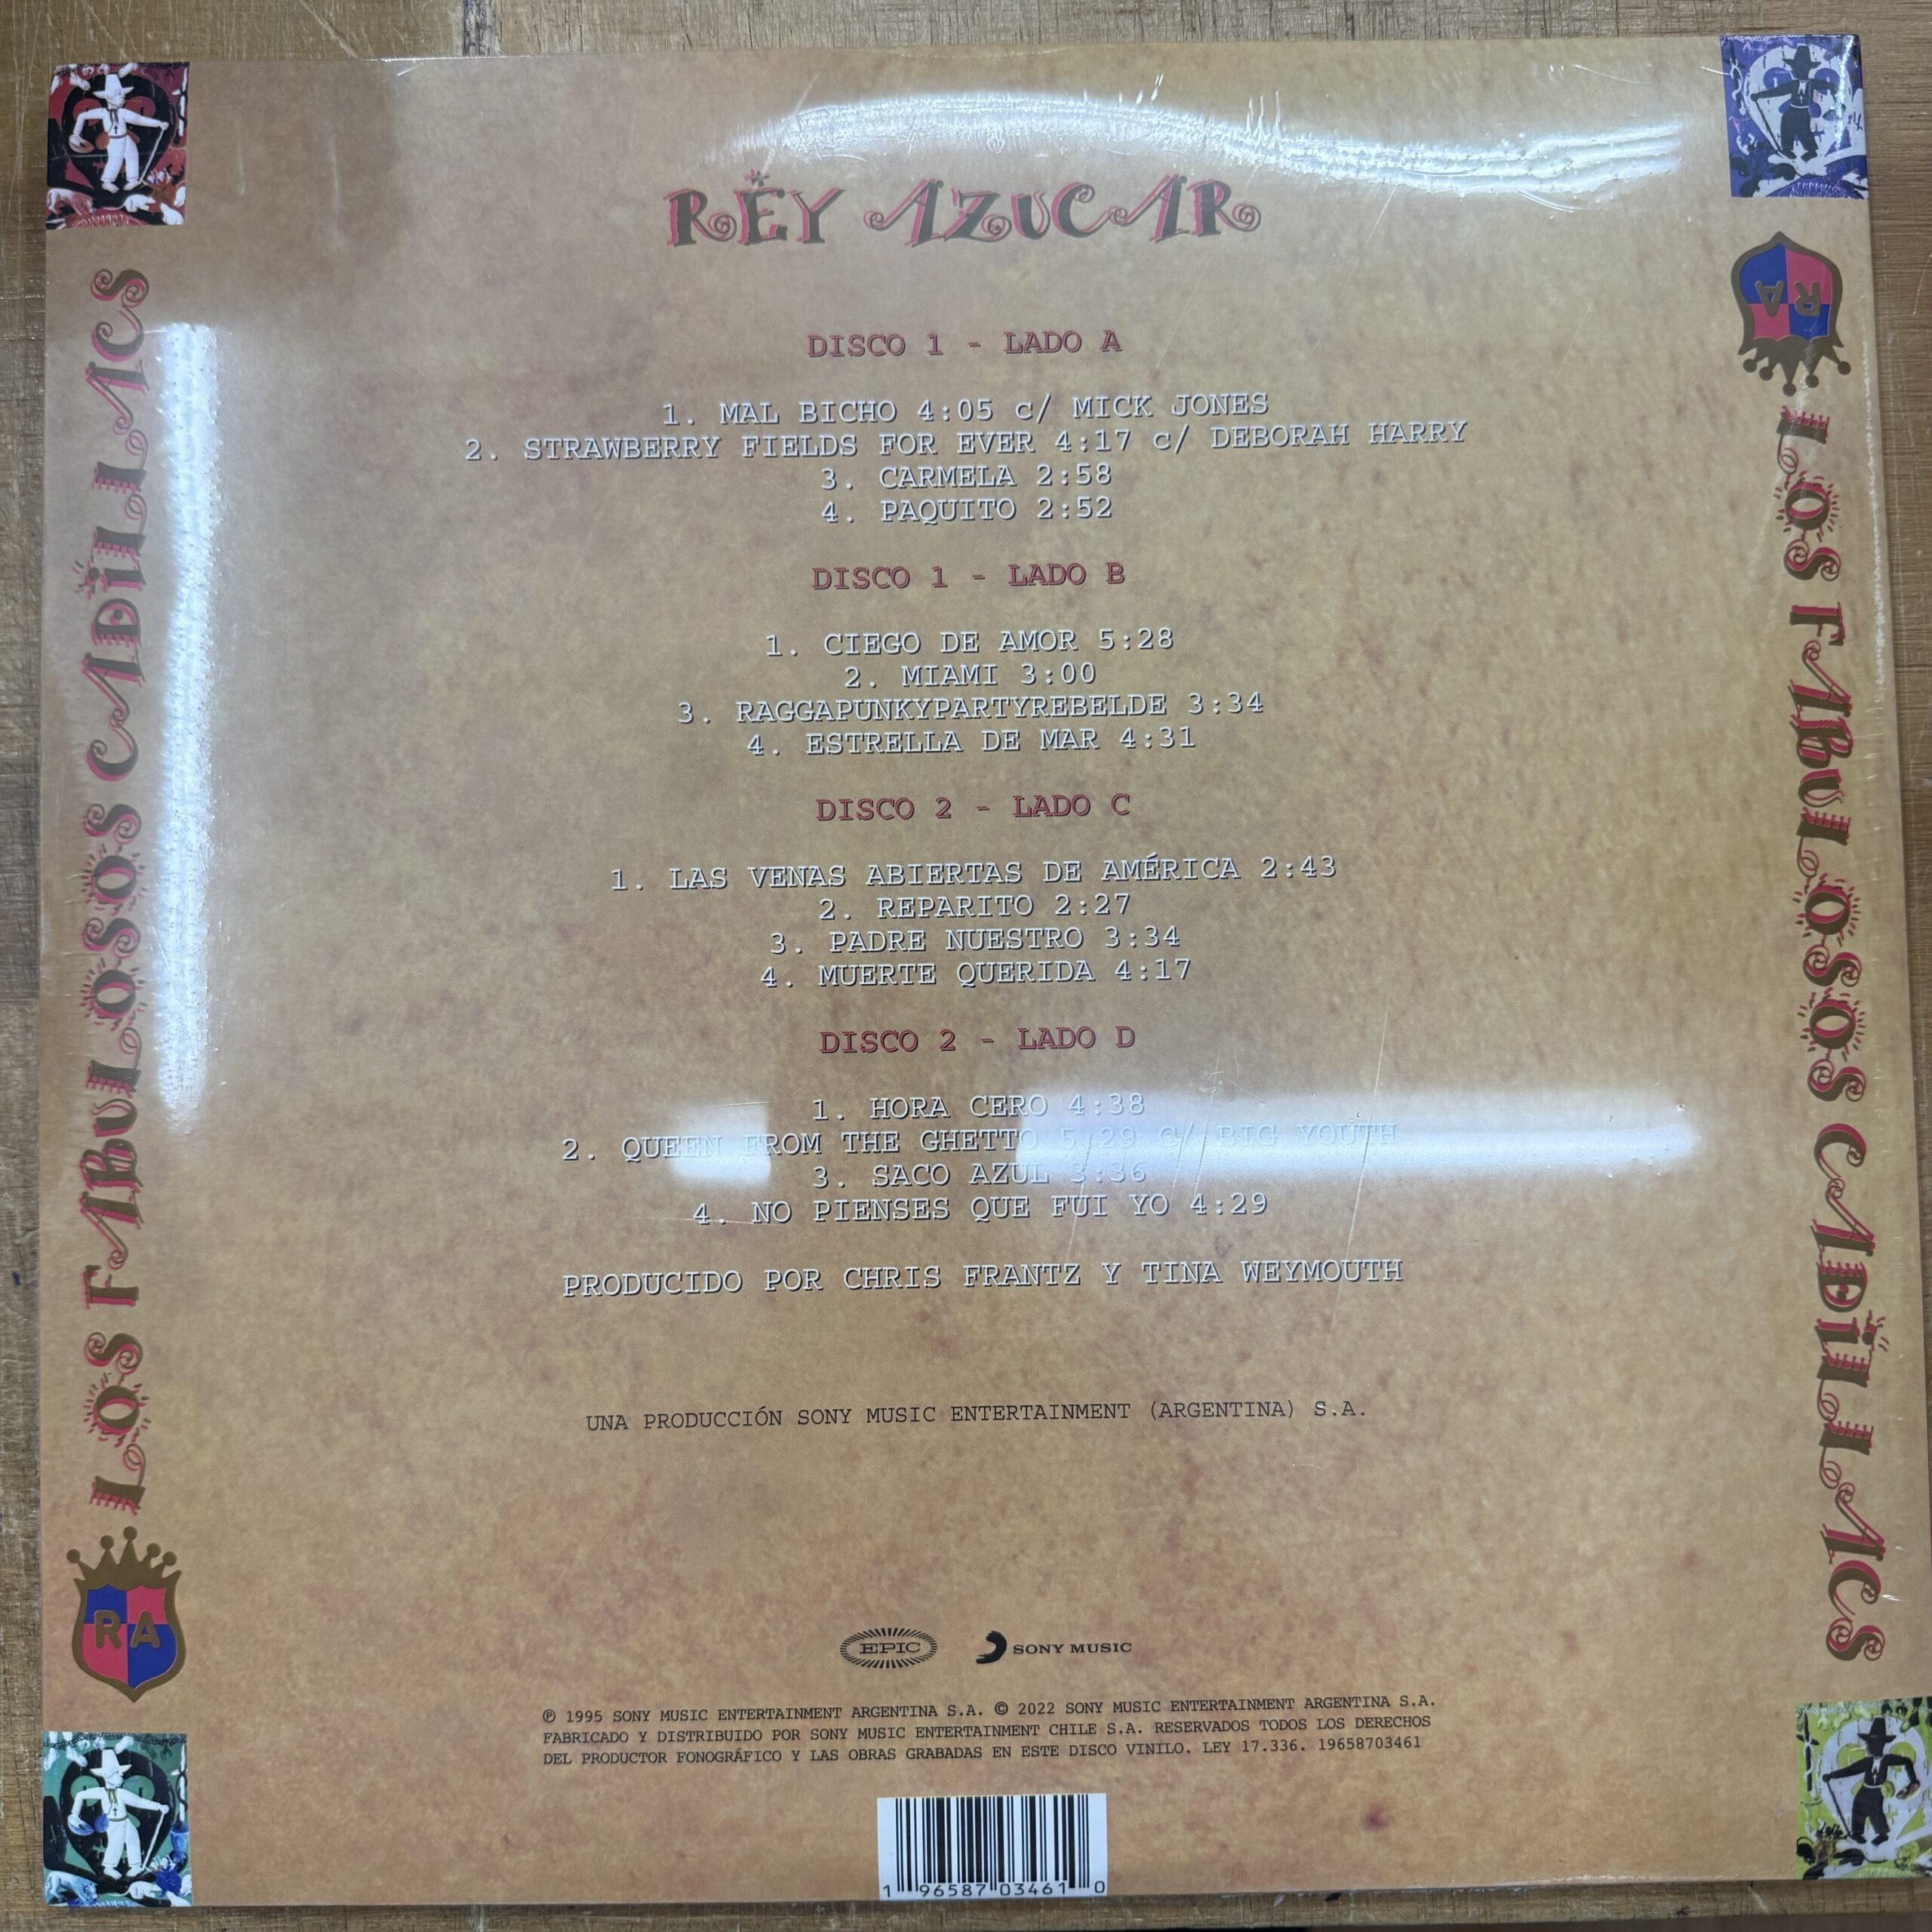 REY AZUCAR
LOS FABULOSOS CADILLACS
LOS FABULOSOS CADILLACS
RA
DISCO 1 - LADO A
1. MAL BICHO 4:05 c/ MICK JONES
2. STRAWBERRY FIELDS FOR EVER 4:17 c/ DEBORAH HARRY
3. CARMELA 2:58
4. PAQUITO 2:52
DISCO 1 - LADO B
1. CIEGO DE AMOR 5:28
2. MIAMI 3:00
3. RAGGAPUNKYPARTYREBELDE 3:34
4. ESTRELLA DE MAR 4:31
DISCO 2 - LADO C
1. LAS VENAS ABIERTAS DE AMÉRICA 2:43
2. REPARITO 2:27
3. PADRE NUESTRO 3:34
4. MUERTE QUERIDA 4:17
DISCO 2 - LADO D
1. HORA CERO 4:38
2. QUEEN FROM THE GHETTO 5:29 C/ BIG YOUTH
3. SACO AZUL 3:36
4. NO PIENSES QUE FUI YO 4:29
PRODUCIDO POR CHRIS FRANTZ Y TINA WEYMOUTH
UNA PRODUCCIÓN SONY MUSIC ENTERTAINMENT (ARGENTINA) S.A.
RA
EPIC SONY MUSIC
℗ 1995 SONY MUSIC ENTERTAINMENT ARGENTINA S.A. © 2022 SONY MUSIC ENTERTAINMENT ARGENTINA S.A.
FABRICADO Y DISTRIBUIDO POR SONY MUSIC ENTERTAINMENT CHILE S.A. RESERVADOS TODOS LOS DERECHOS
DEL PRODUCTOR FONOGRÁFICO Y LAS OBRAS GRABADAS EN ESTE DISCO VINILO. LEY 17.336. 19658703461
1 96587 03461 0